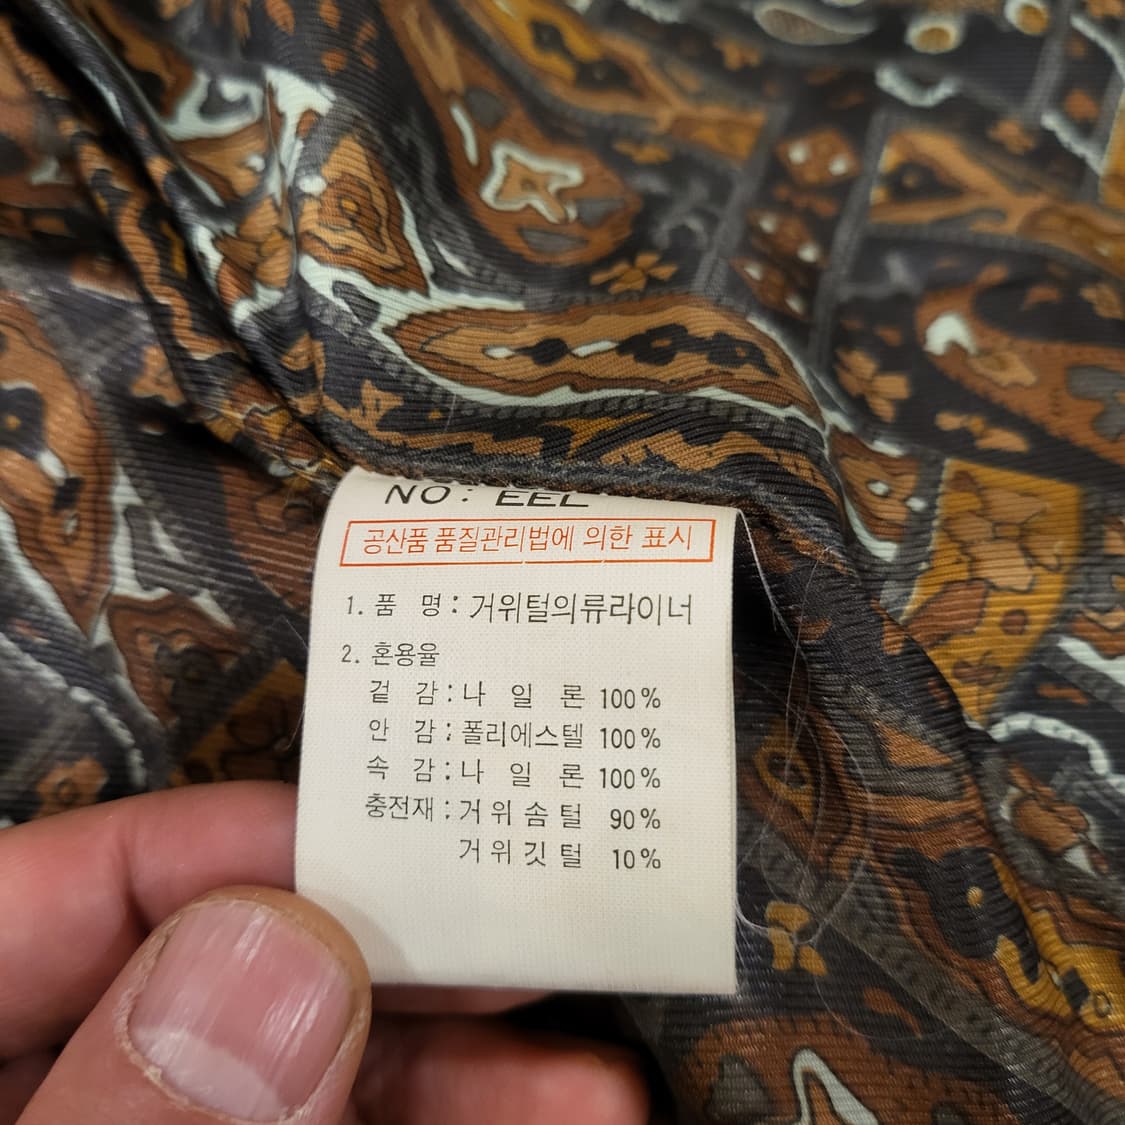 NO: EEL
공산품 품질관리법에 의한 표시
1. 품 명 : 거위털의류라이너
2. 혼용율
겉 감 : 나 일 론 100%
안 감 : 폴리에스텔 100%
속 감 : 나 일 론 100%
충전재 : 거 위 솜 털 90%
거 위 깃 털 10%